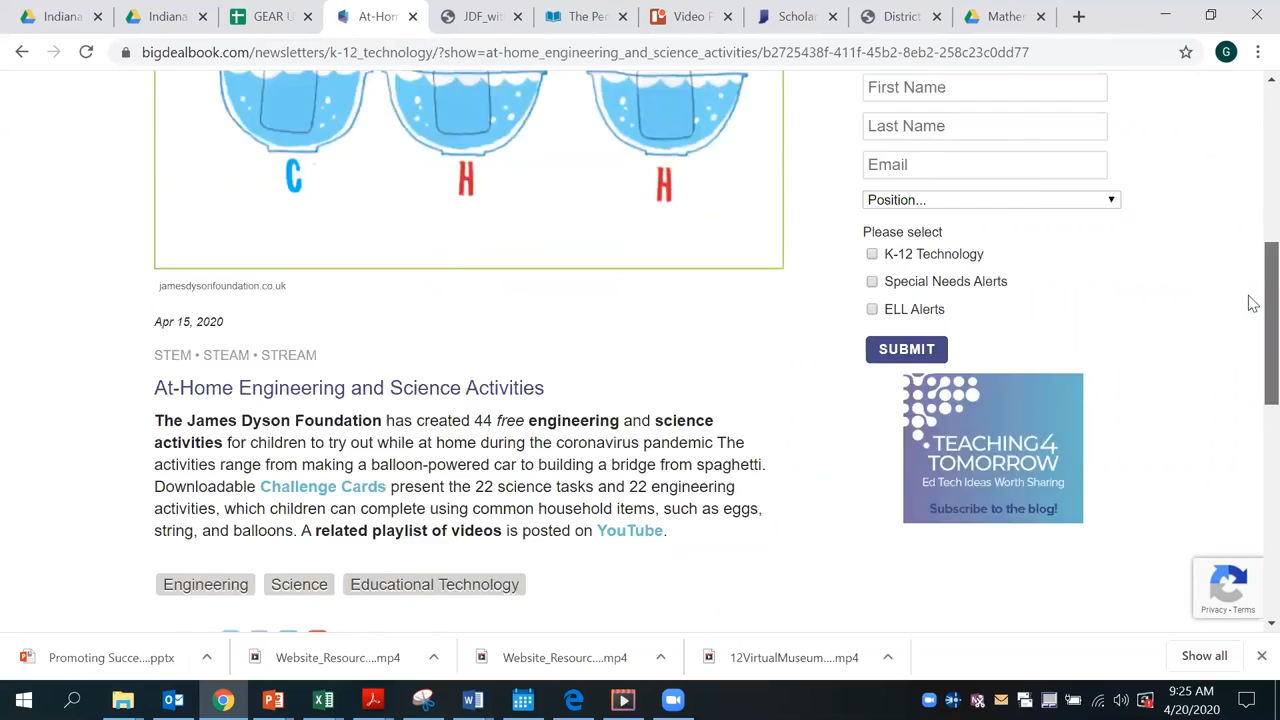 Indiana
Indiana
GEAR U
At-Hom
JDF_wit
The Per
Video F
Scholar
District
Mathe
bigdealbook.com/newsletters/k-12_technology/?show=at-home_engineering_and_science_activities/b2725438f-411f-45b2-8eb2-258c23c0dd77
G
C H H
jamesdysonfoundation.co.uk
Apr 15, 2020
STEM • STEAM • STREAM
At-Home Engineering and Science Activities
The James Dyson Foundation has created 44 free engineering and science
activities for children to try out while at home during the coronavirus pandemic The
activities range from making a balloon-powered car to building a bridge from spaghetti.
Downloadable Challenge Cards present the 22 science tasks and 22 engineering
activities, which children can complete using common household items, such as eggs,
string, and balloons. A related playlist of videos is posted on YouTube.
Engineering Science Educational Technology
First Name
Last Name
Email
Position...
Please select
K-12 Technology
Special Needs Alerts
ELL Alerts
SUBMIT
TEACHING4
TOMORROW
Ed Tech Ideas Worth Sharing
Subscribe to the blog!
Privacy - Terms
Promoting Succe....pptx
Website_Resourc....mp4
Website_Resourc....mp4
12VirtualMuseum....mp4
Show all
9:25 AM
4/20/2020